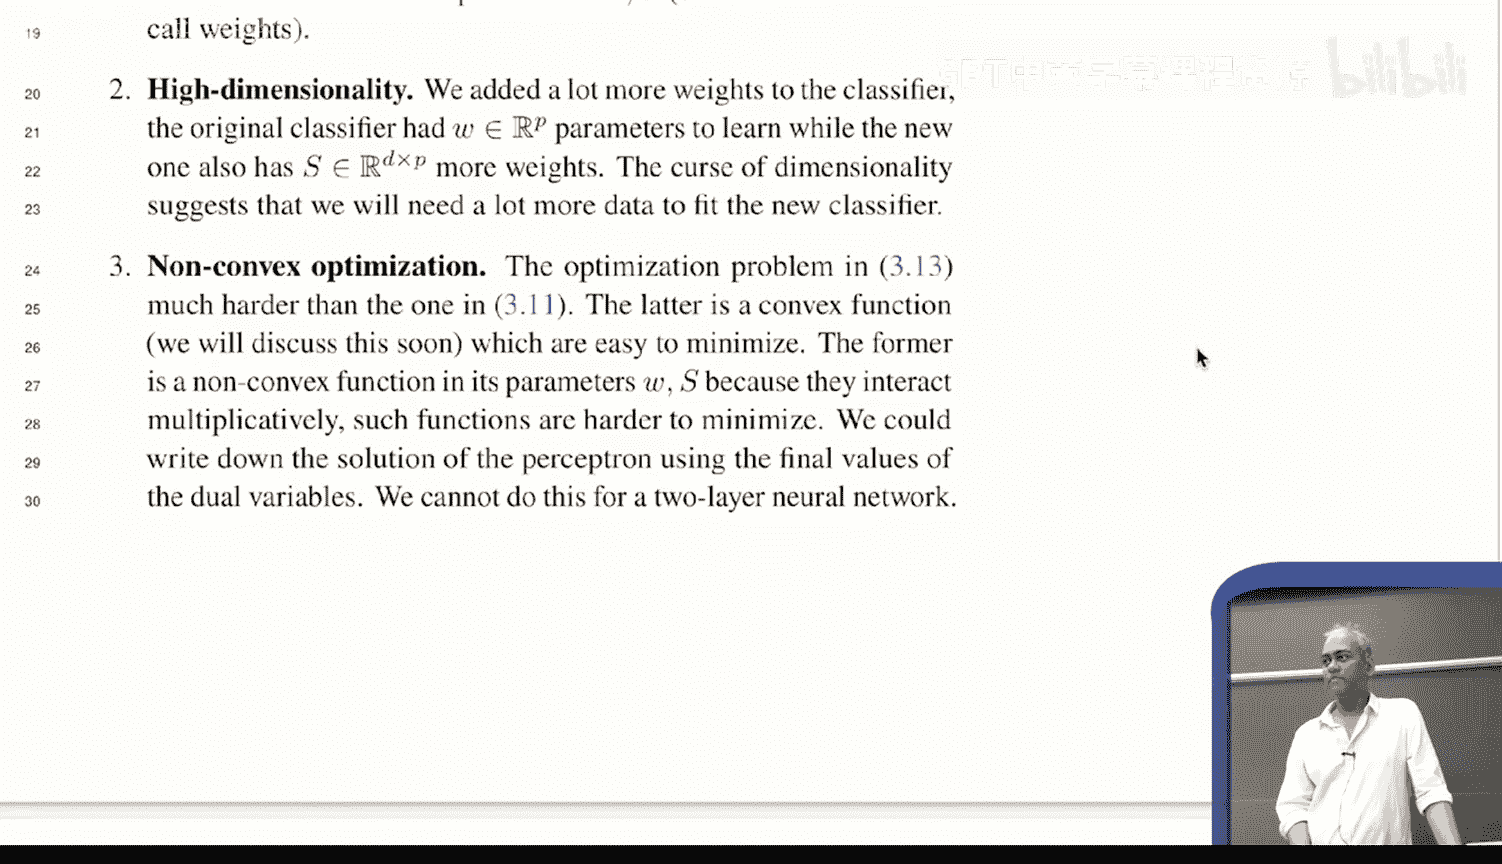 19 call weights).
20 2. High-dimensionality. We added a lot more weights to the classifier,
21 the original classifier had w ∈ ℝᵖ parameters to learn while the new
22 one also has S ∈ ℝᵈˣᵖ more weights. The curse of dimensionality
23 suggests that we will need a lot more data to fit the new classifier.
24 3. Non-convex optimization. The optimization problem in (3.13)
25 much harder than the one in (3.11). The latter is a convex function
26 (we will discuss this soon) which are easy to minimize. The former
27 is a non-convex function in its parameters w, S because they interact
28 multiplicatively, such functions are harder to minimize. We could
29 write down the solution of the perceptron using the final values of
30 the dual variables. We cannot do this for a two-layer neural network.
bilibili